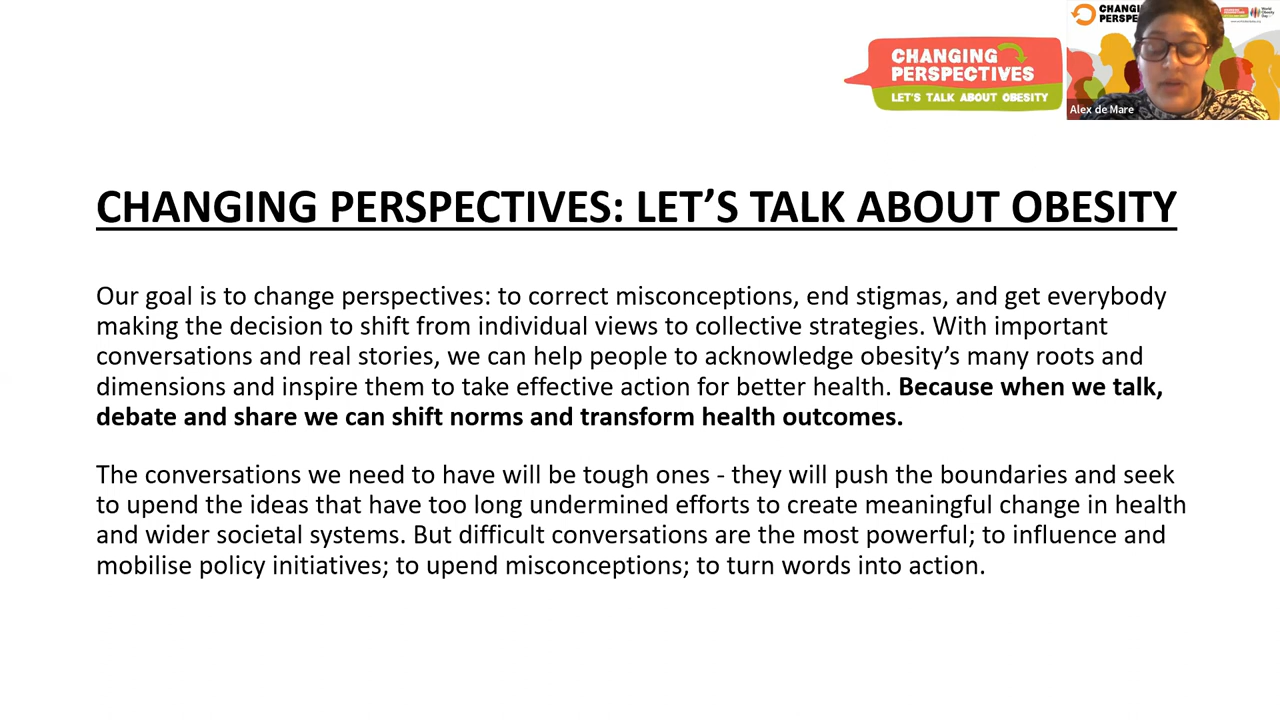 CHANGING
PERSPECTIVES
LET'S TALK ABOUT OBESITY
CHANGI
PERSPE
World
Obesity
Day
Alex de Mare
CHANGING PERSPECTIVES: LET’S TALK ABOUT OBESITY
Our goal is to change perspectives: to correct misconceptions, end stigmas, and get everybody
making the decision to shift from individual views to collective strategies. With important
conversations and real stories, we can help people to acknowledge obesity’s many roots and
dimensions and inspire them to take effective action for better health. Because when we talk,
debate and share we can shift norms and transform health outcomes.
The conversations we need to have will be tough ones - they will push the boundaries and seek
to upend the ideas that have too long undermined efforts to create meaningful change in health
and wider societal systems. But difficult conversations are the most powerful; to influence and
mobilise policy initiatives; to upend misconceptions; to turn words into action.